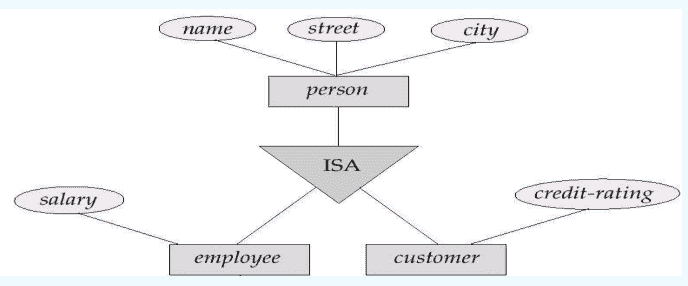 name
street
city
person
ISA
salary
credit-rating
employee
customer